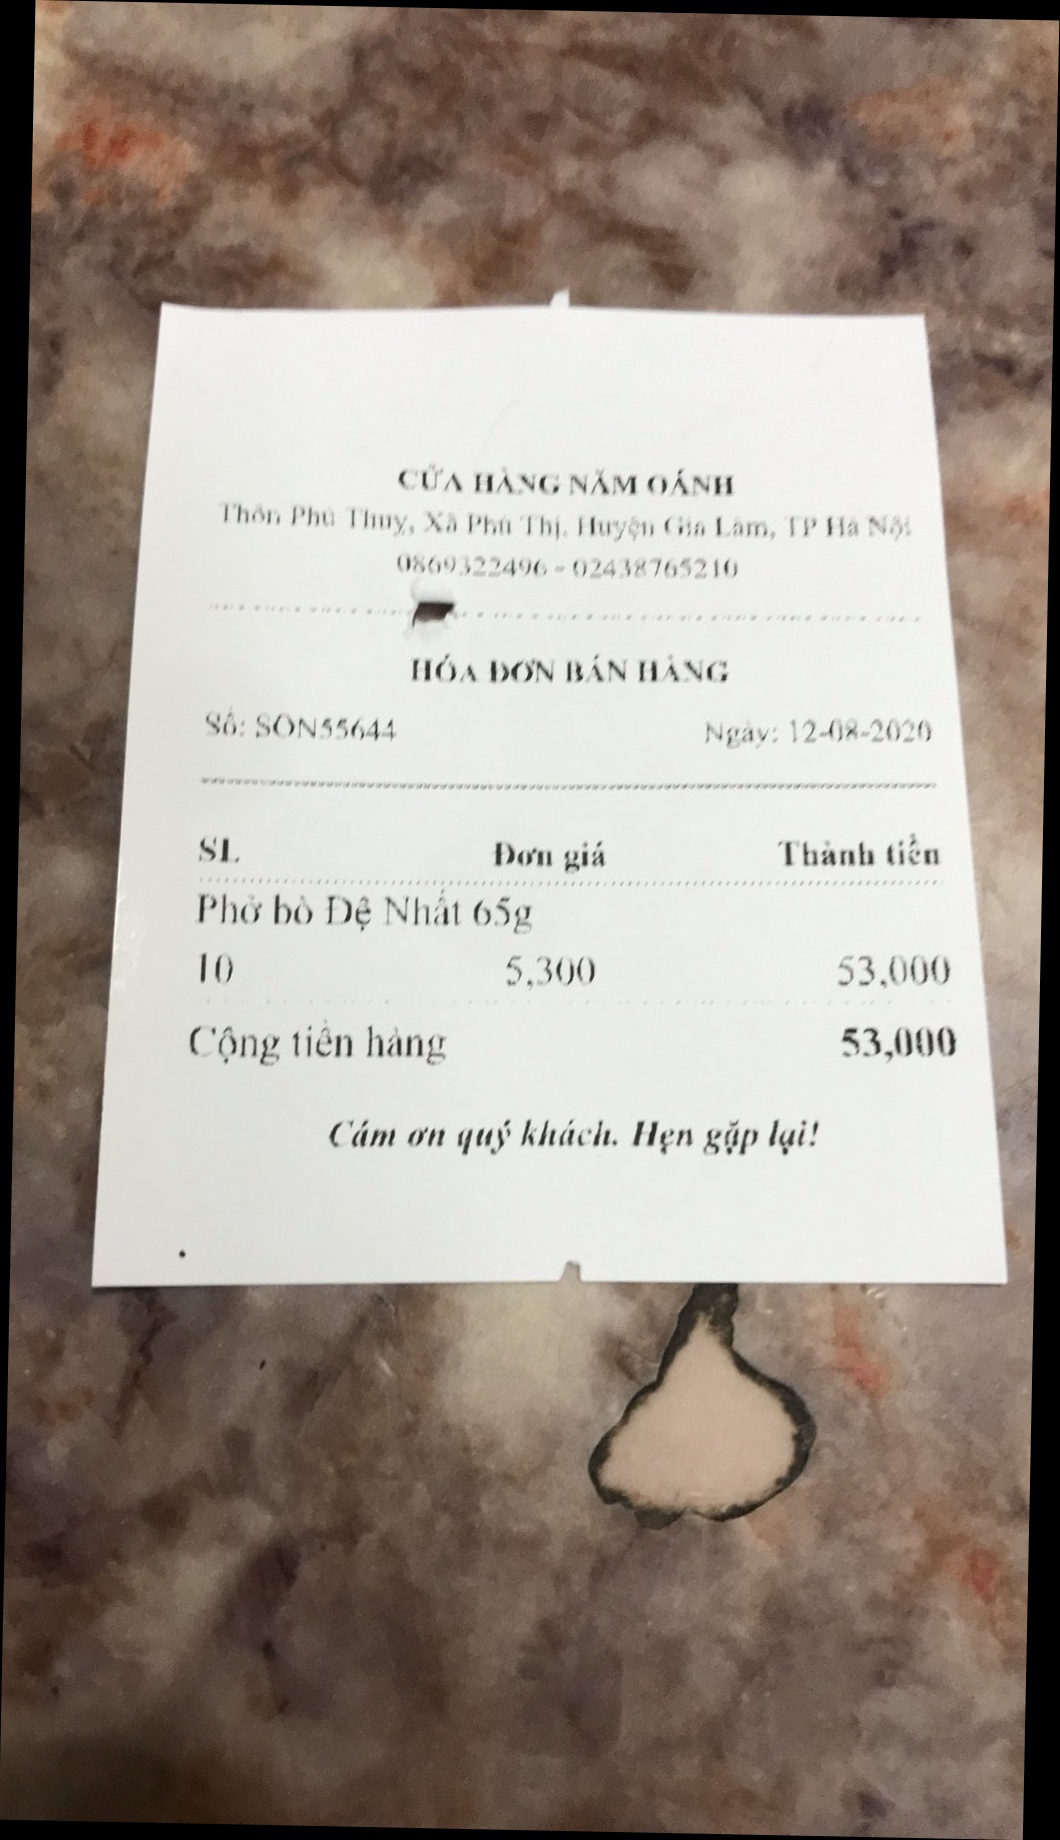 CỬA HÀNG NĂM OÁNH
Thôn Phú Thuỵ, Xã Phú Thị, Huyện Gia Lâm, TP Hà Nội
0869322496 - 02438765210
HÓA ĐƠN BÁN HÀNG
Số: SON55644 Ngày: 12-08-2020
SL Đơn giá Thành tiền
Phở bò Đệ Nhất 65g
10 5,300 53,000
Cộng tiền hàng 53,000
Cám ơn quý khách. Hẹn gặp lại!